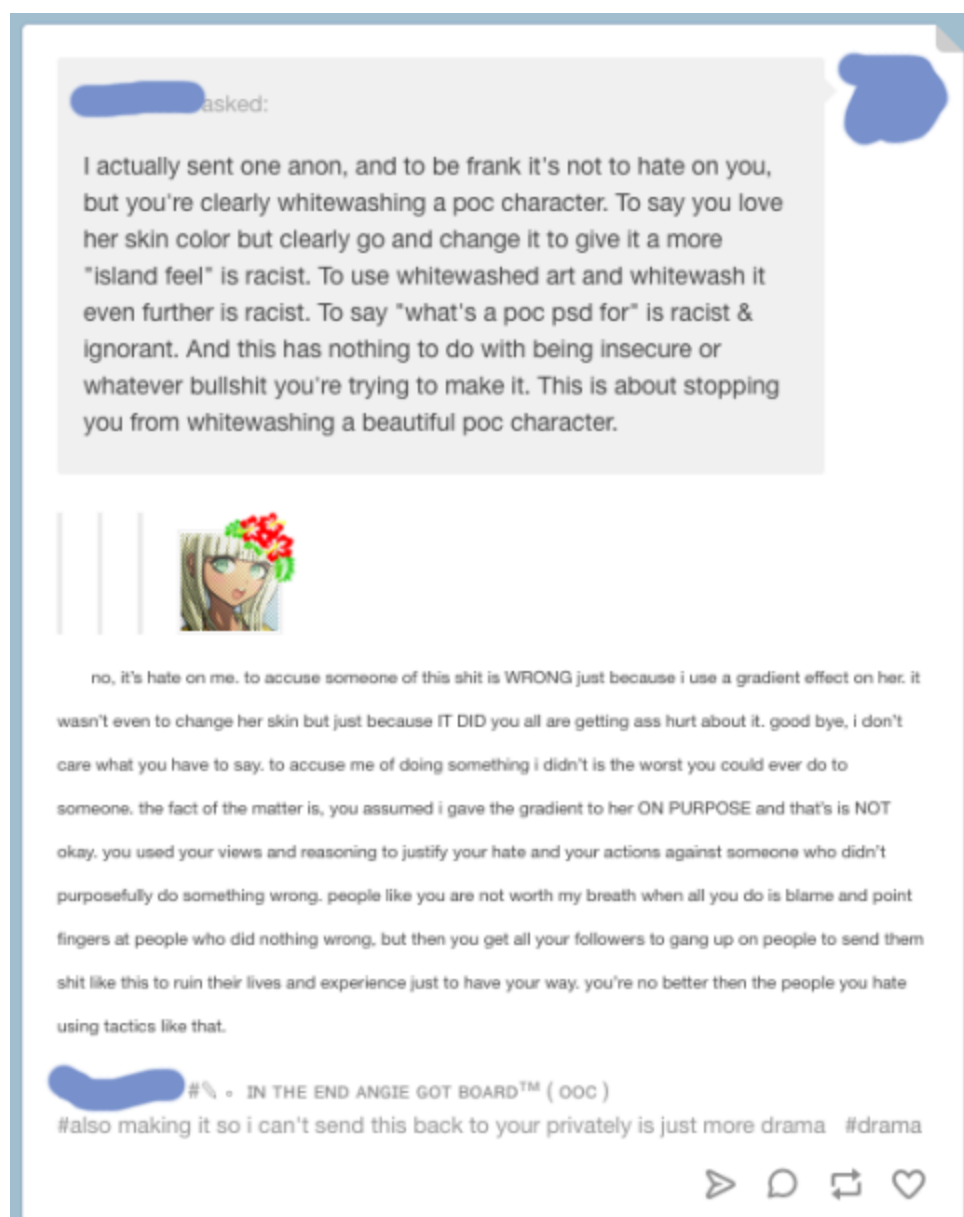 asked:
I actually sent one anon, and to be frank it's not to hate on you,
but you're clearly whitewashing a poc character. To say you love
her skin color but clearly go and change it to give it a more
"island feel" is racist. To use whitewashed art and whitewash it
even further is racist. To say "what's a poc psd for" is racist &
ignorant. And this has nothing to do with being insecure or
whatever bullshit you're trying to make it. This is about stopping
you from whitewashing a beautiful poc character.
no, it's hate on me. to accuse someone of this shit is WRONG just because i use a gradient effect on her. it
wasn't even to change her skin but just because IT DID you all are getting ass hurt about it. good bye, i don't
care what you have to say. to accuse me of doing something i didn't is the worst you could ever do to
someone. the fact of the matter is, you assumed i gave the gradient to her ON PURPOSE and that's is NOT
okay. you used your views and reasoning to justify your hate and your actions against someone who didn't
purposefully do something wrong. people like you are not worth my breath when all you do is blame and point
fingers at people who did nothing wrong, but then you get all your followers to gang up on people to send them
shit like this to ruin their lives and experience just to have your way. you're no better then the people you hate
using tactics like that.
#✎ ∘ IN THE END ANGIE GOT BOARD™ ( OOC )
#also making it so i can't send this back to your privately is just more drama #drama